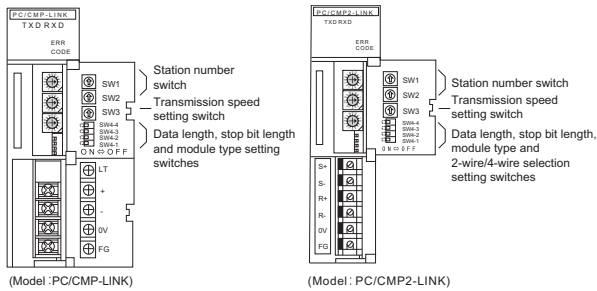 PC/CMP-LINK
TXD RXD
ERR
CODE
SW1
SW2
SW3
SW4-4
SW4-3
SW4-2
SW4-1
O N ⇔ O F F
LT
+
-
0V
FG
Station number
switch
Transmission speed
setting switch
Data length, stop bit length
and module type setting
switches
(Model : PC/CMP-LINK)
PC/CMP2-LINK
TXD RXD
ERR
CODE
SW1
SW2
SW3
SW4-4
SW4-3
SW4-2
SW4-1
O N ⇔ O F F
S+
S-
R+
R-
0V
FG
Station number switch
Transmission speed
setting switch
Data length, stop bit length,
module type and
2-wire/4-wire selection
setting switches
(Model : PC/CMP2-LINK)